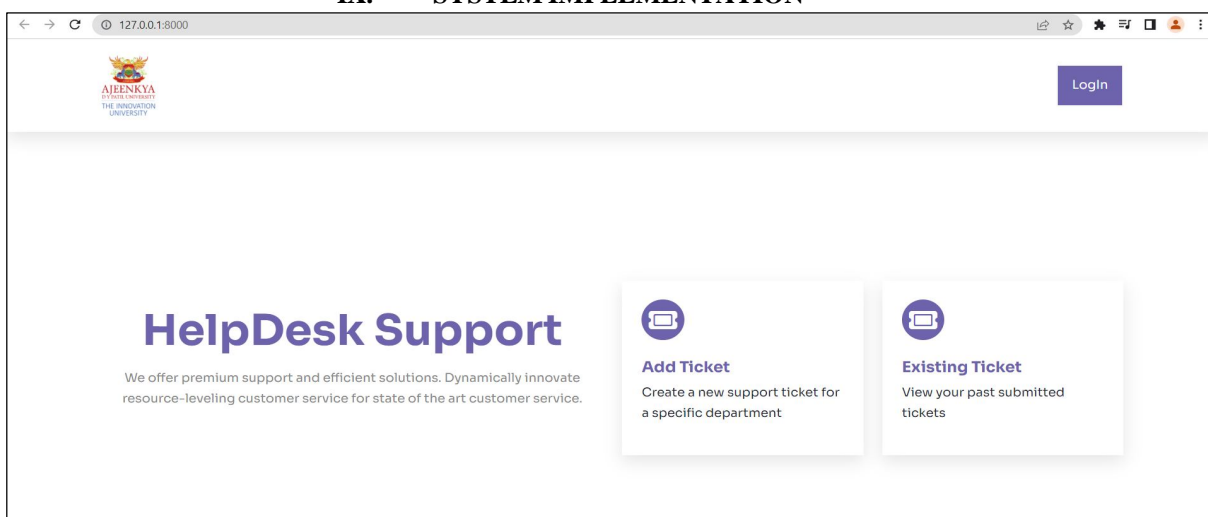 IX. SYSTEM IMPLEMENTATION
127.0.0.1:8000
AJEENKYA
D Y PATIL UNIVERSITY
THE INNOVATION
UNIVERSITY
LogIn
HelpDesk Support
We offer premium support and efficient solutions. Dynamically innovate
resource-leveling customer service for state of the art customer service.
Add Ticket
Create a new support ticket for
a specific department
Existing Ticket
View your past submitted
tickets